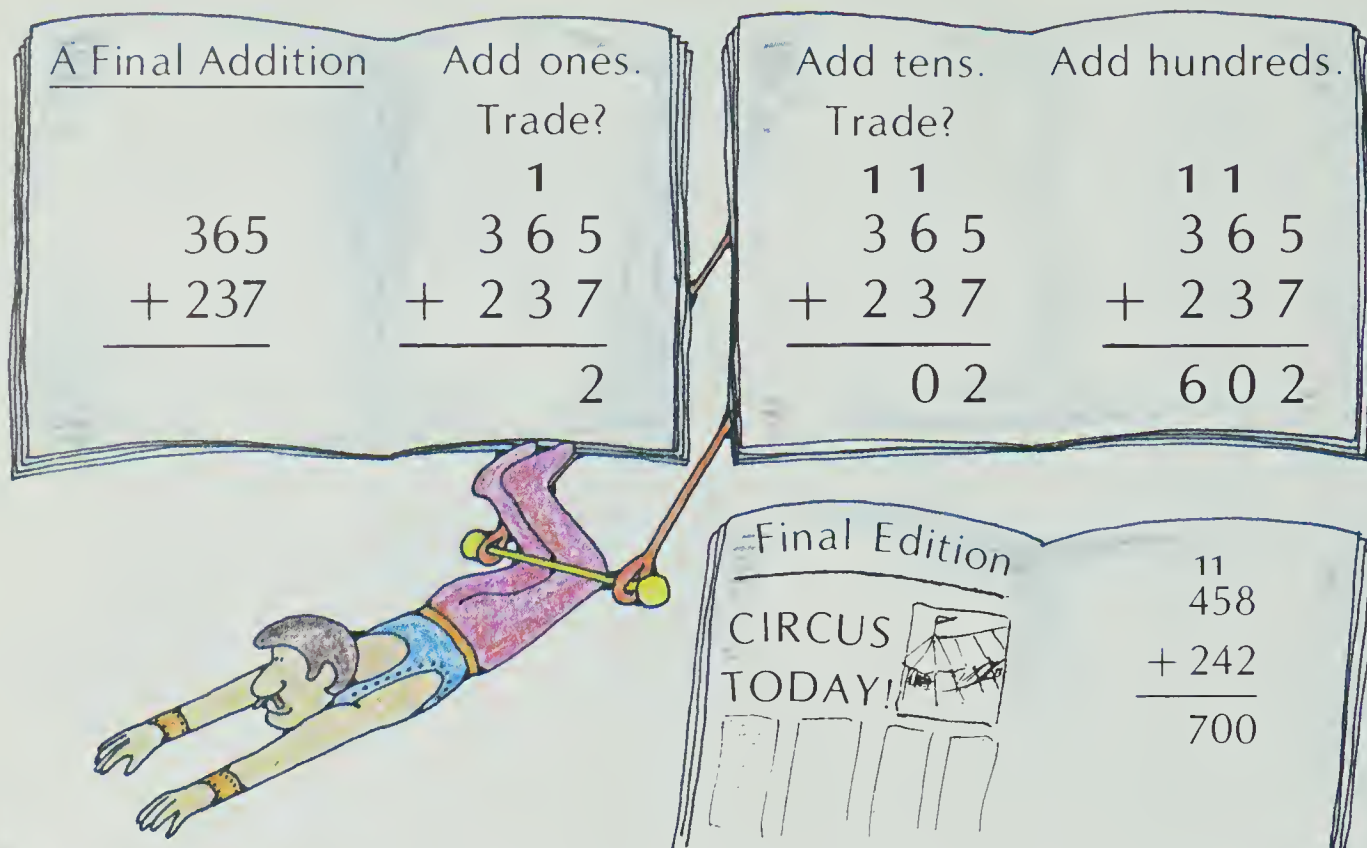 A Final Addition
365
+ 237
Add ones.
Trade?
1
3 6 5
+ 2 3 7
2
Add tens.
Trade?
1 1
3 6 5
+ 2 3 7
0 2
Add hundreds.
1 1
3 6 5
+ 2 3 7
6 0 2
Final Edition
CIRCUS
TODAY!
11
458
+ 242
700